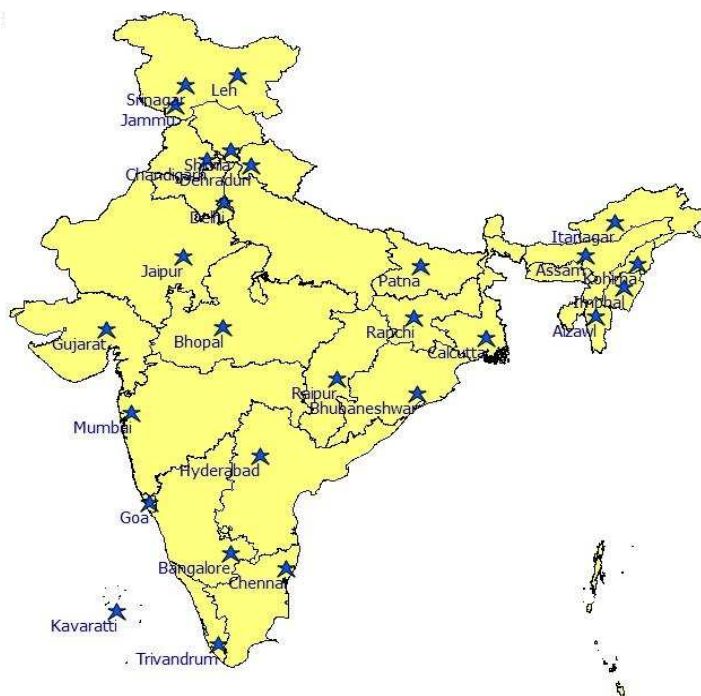 Leh
Srinagar
Jammu
Shimla
Chandigarh
Dehradun
Delhi
Itanagar
Jaipur
Assam
Patna
Kohima
Imphal
Ranchi
Aizawl
Gujarat
Bhopal
Calcutta
Raipur
Bhubaneshwar
Mumbai
Hyderabad
Goa
Bangalore
Chennai
Kavaratti
Trivandrum